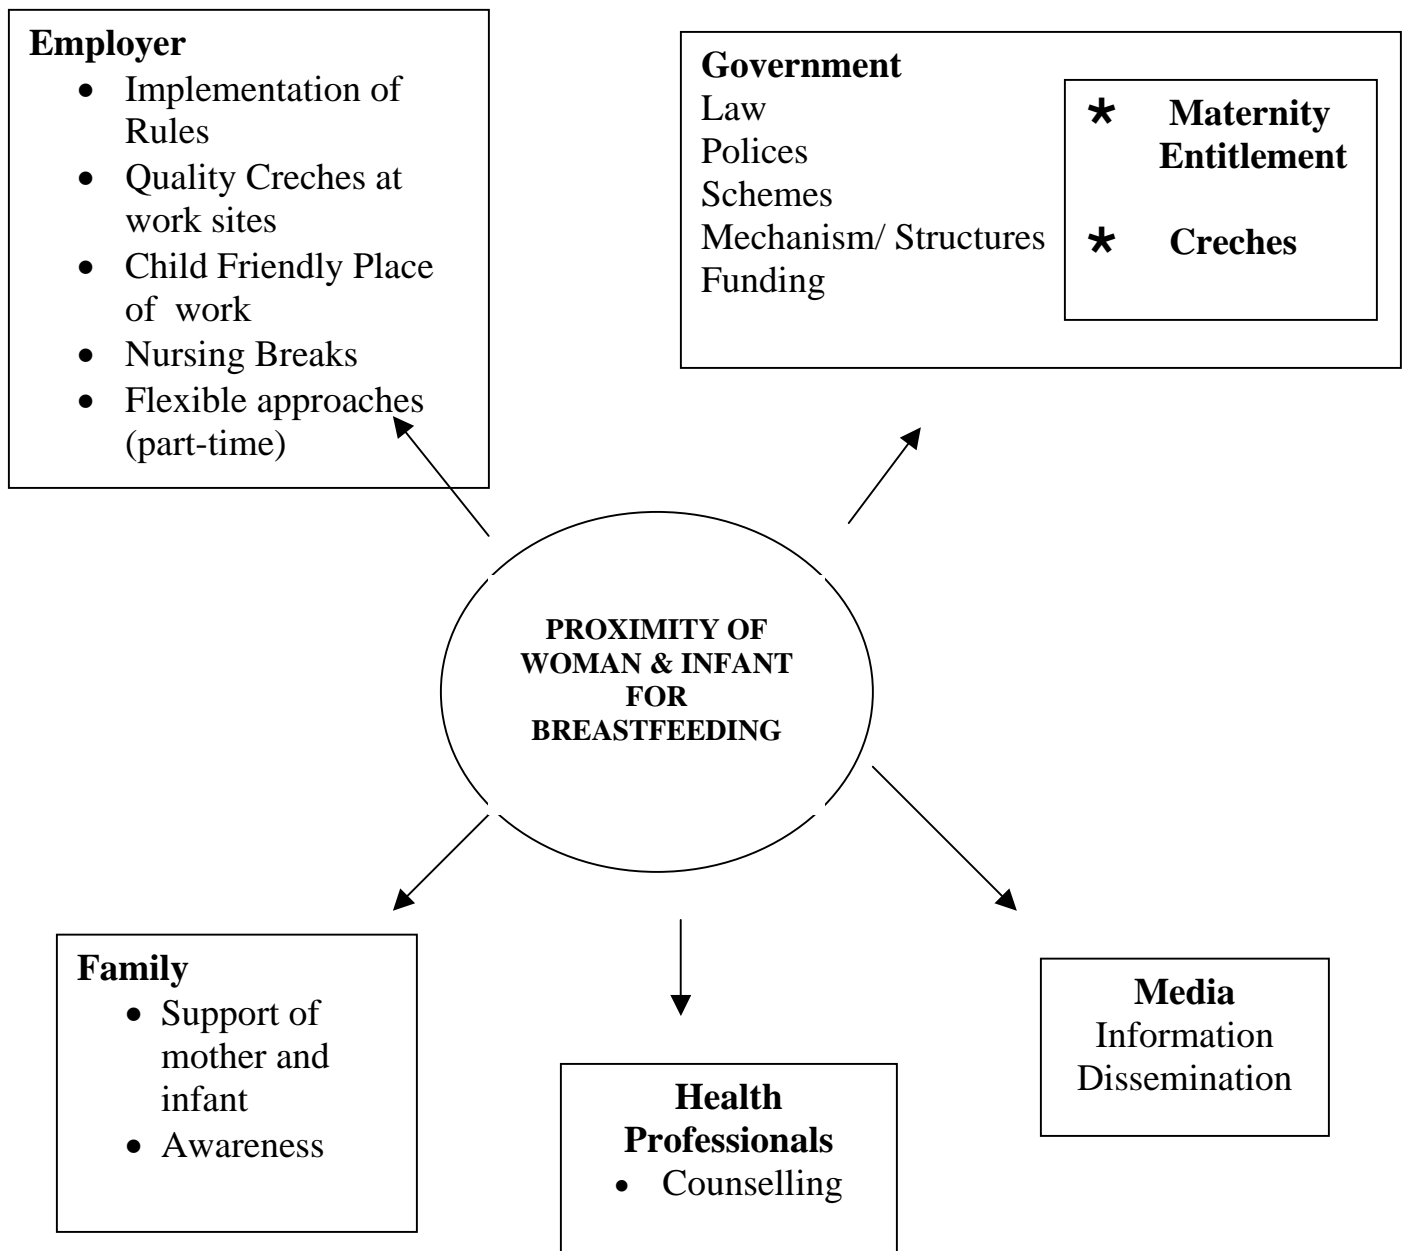 Employer
• Implementation of
Rules
• Quality Creches at
work sites
• Child Friendly Place
of work
• Nursing Breaks
• Flexible approaches
(part-time)
Government
Law
Polices
Schemes
Mechanism/ Structures
Funding
* Maternity
Entitlement
* Creches
PROXIMITY OF
WOMAN & INFANT
FOR
BREASTFEEDING
Family
• Support of
mother and
infant
• Awareness
Health
Professionals
• Counselling
Media
Information
Dissemination